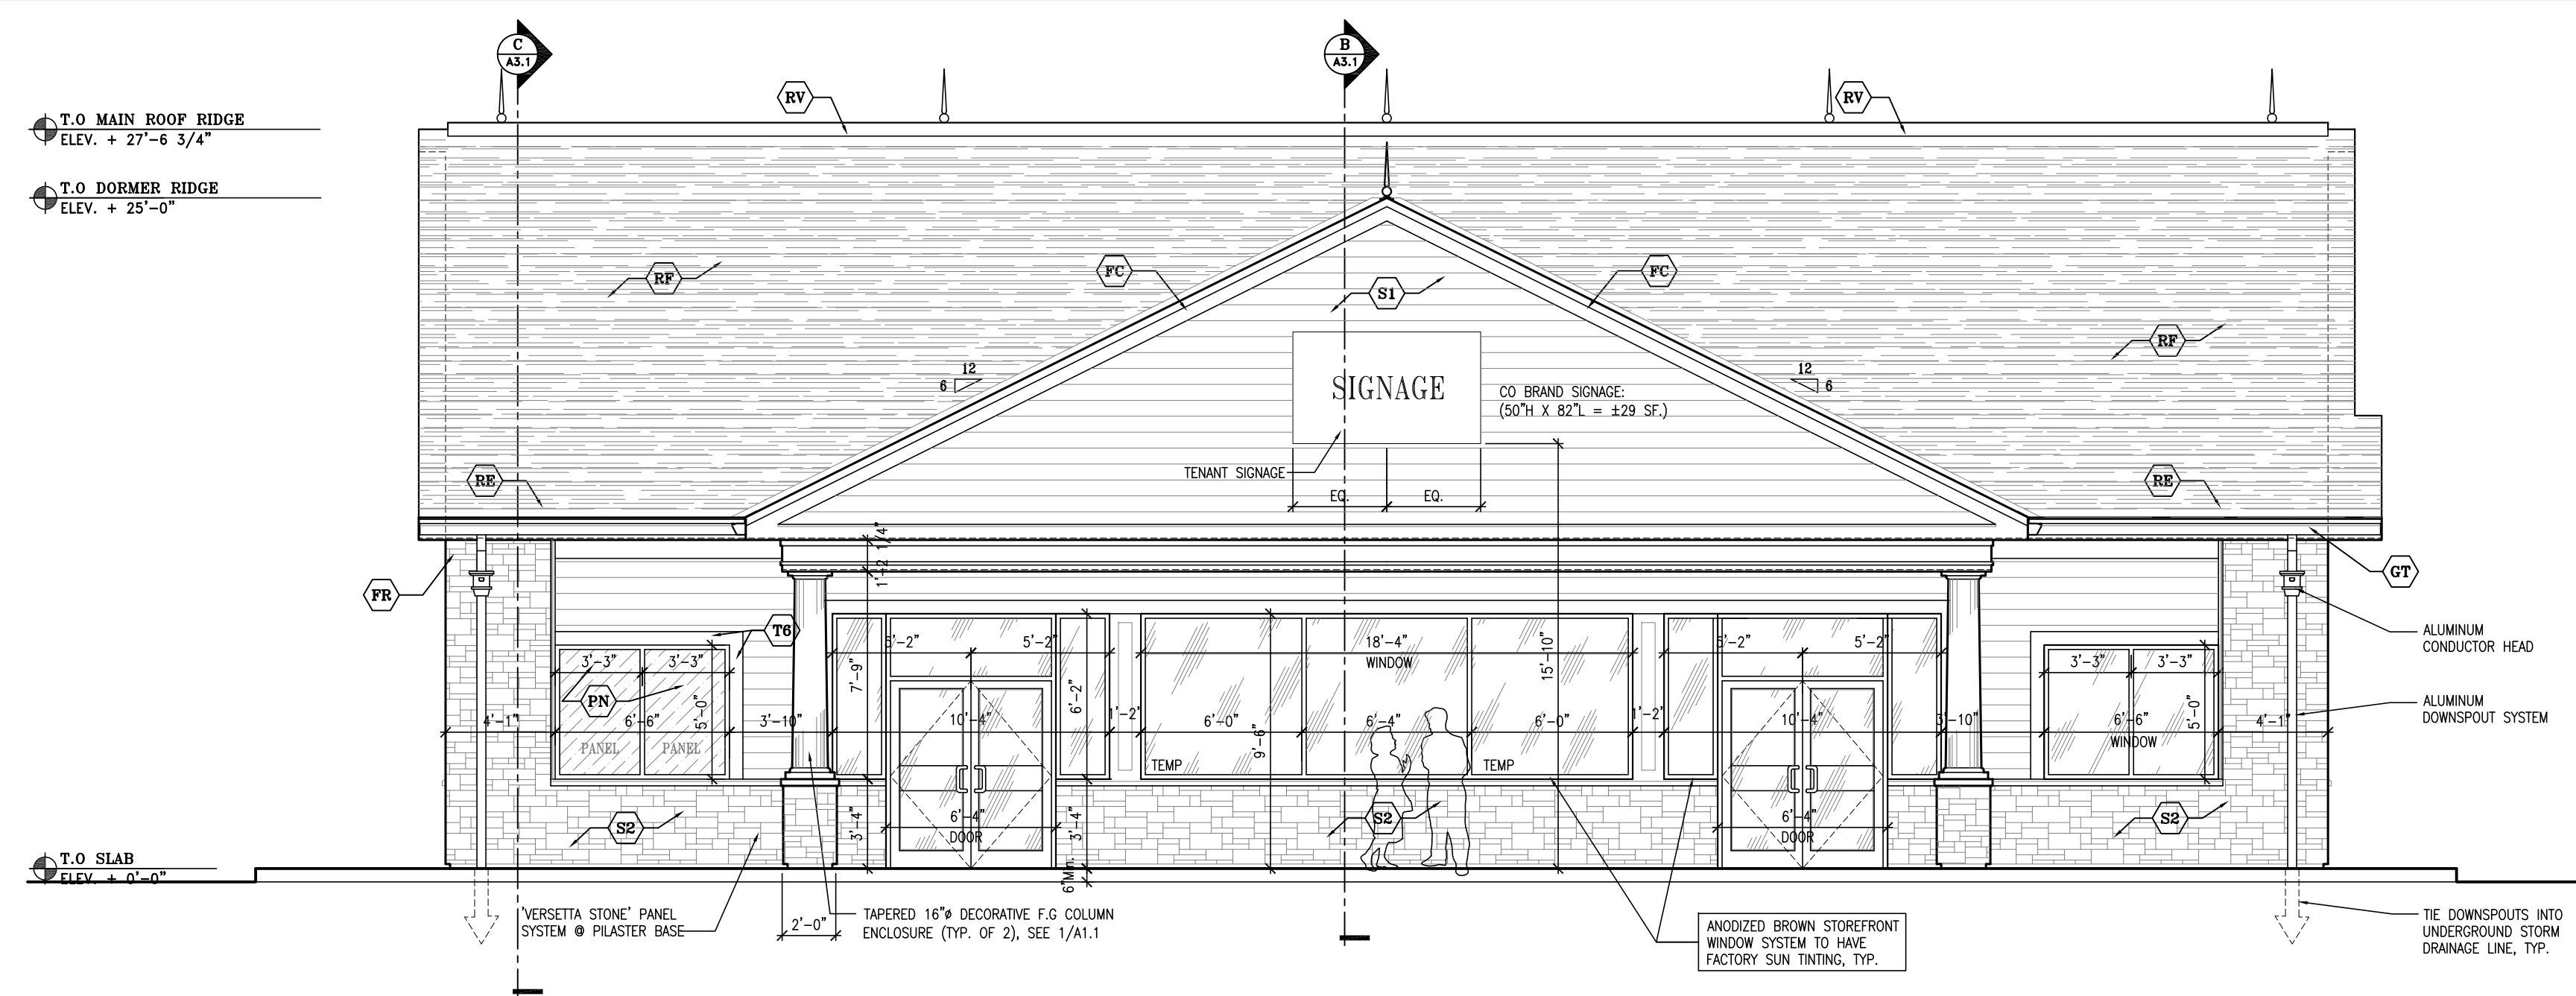 C
A3.1
B
A3.1
RV
RV
T.O MAIN ROOF RIDGE
ELEV. + 27'-6 3/4"
T.O DORMER RIDGE
ELEV. + 25'-0"
RF
FC
S1
FC
RF
12
6
12
6
SIGNAGE
CO BRAND SIGNAGE:
(50"H X 82"L = ±29 SF.)
TENANT SIGNAGE
RE
RE
EQ.
EQ.
1'-2 1/4"
FR
GT
T6
ALUMINUM
CONDUCTOR HEAD
3'-3"
3'-3"
5'-2"
5'-2"
18'-4"
WINDOW
15'-10"
5'-2"
5'-2"
3'-3"
3'-3"
7'-9"
6'-2"
PN
5'-0"
5'-0"
ALUMINUM
DOWNSPOUT SYSTEM
4'-1"
6'-6"
3'-10"
10'-4"
1'-2"
6'-0"
6'-4"
6'-0"
1'-2"
10'-4"
3'-10"
6'-6"
4'-1"
PANEL
PANEL
9'-6"
WINDOW
TEMP
TEMP
S2
3'-4"
6'-4"
DOOR
3'-4"
S2
6'-4"
DOOR
S2
T.O SLAB
ELEV. + 0'-0"
6"Min.
'VERSETTA STONE' PANEL
SYSTEM @ PILASTER BASE
2'-0"
TAPERED 16"ø DECORATIVE F.G COLUMN
ENCLOSURE (TYP. OF 2), SEE 1/A1.1
ANODIZED BROWN STOREFRONT
WINDOW SYSTEM TO HAVE
FACTORY SUN TINTING, TYP.
TIE DOWNSPOUTS INTO
UNDERGROUND STORM
DRAINAGE LINE, TYP.